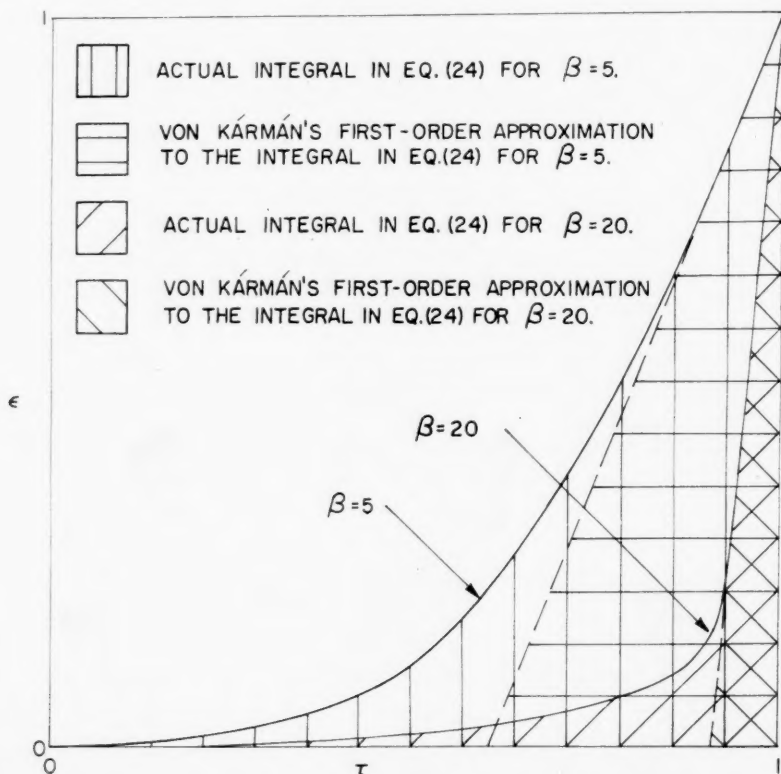 1
ACTUAL INTEGRAL IN EQ. (24) FOR β=5.
VON KÁRMÁN'S FIRST-ORDER APPROXIMATION
TO THE INTEGRAL IN EQ.(24) FOR β=5.
ACTUAL INTEGRAL IN EQ. (24) FOR β=20.
VON KÁRMÁN'S FIRST-ORDER APPROXIMATION
TO THE INTEGRAL IN EQ.(24) FOR β=20.
ϵ
β=20
β=5
0
0
τ
1